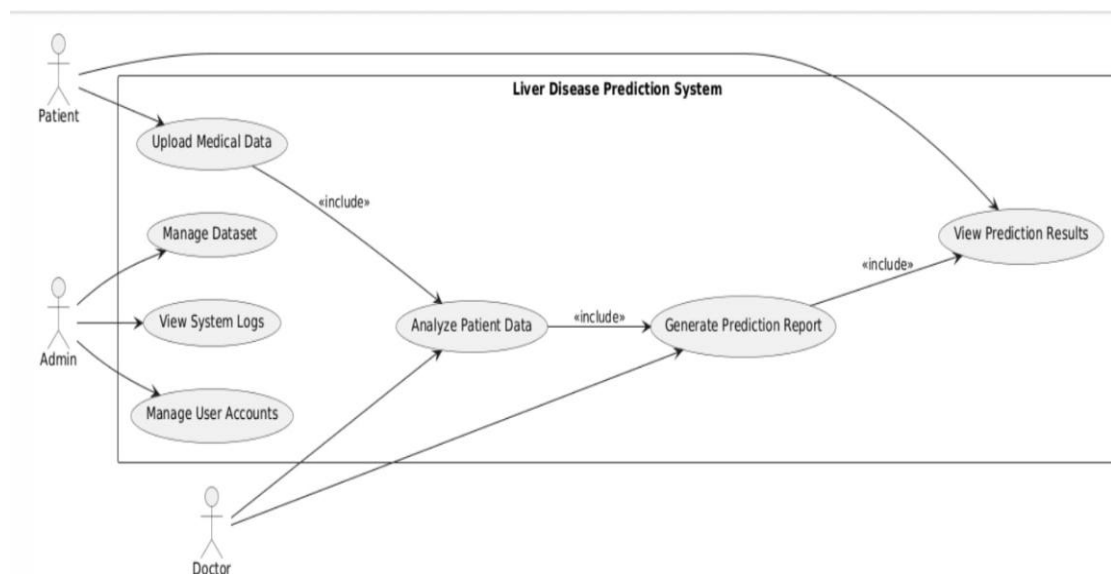 Liver Disease Prediction System
Patient
Upload Medical Data
«include»
Manage Dataset
View Prediction Results
«include»
View System Logs
Analyze Patient Data
«include»
Generate Prediction Report
Admin
Manage User Accounts
Doctor